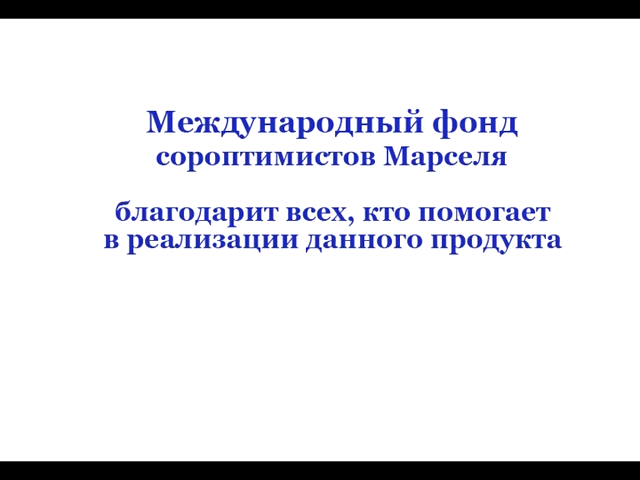 Международный фонд
сороптимистов Марселя
благодарит всех, кто помогает
в реализации данного продукта